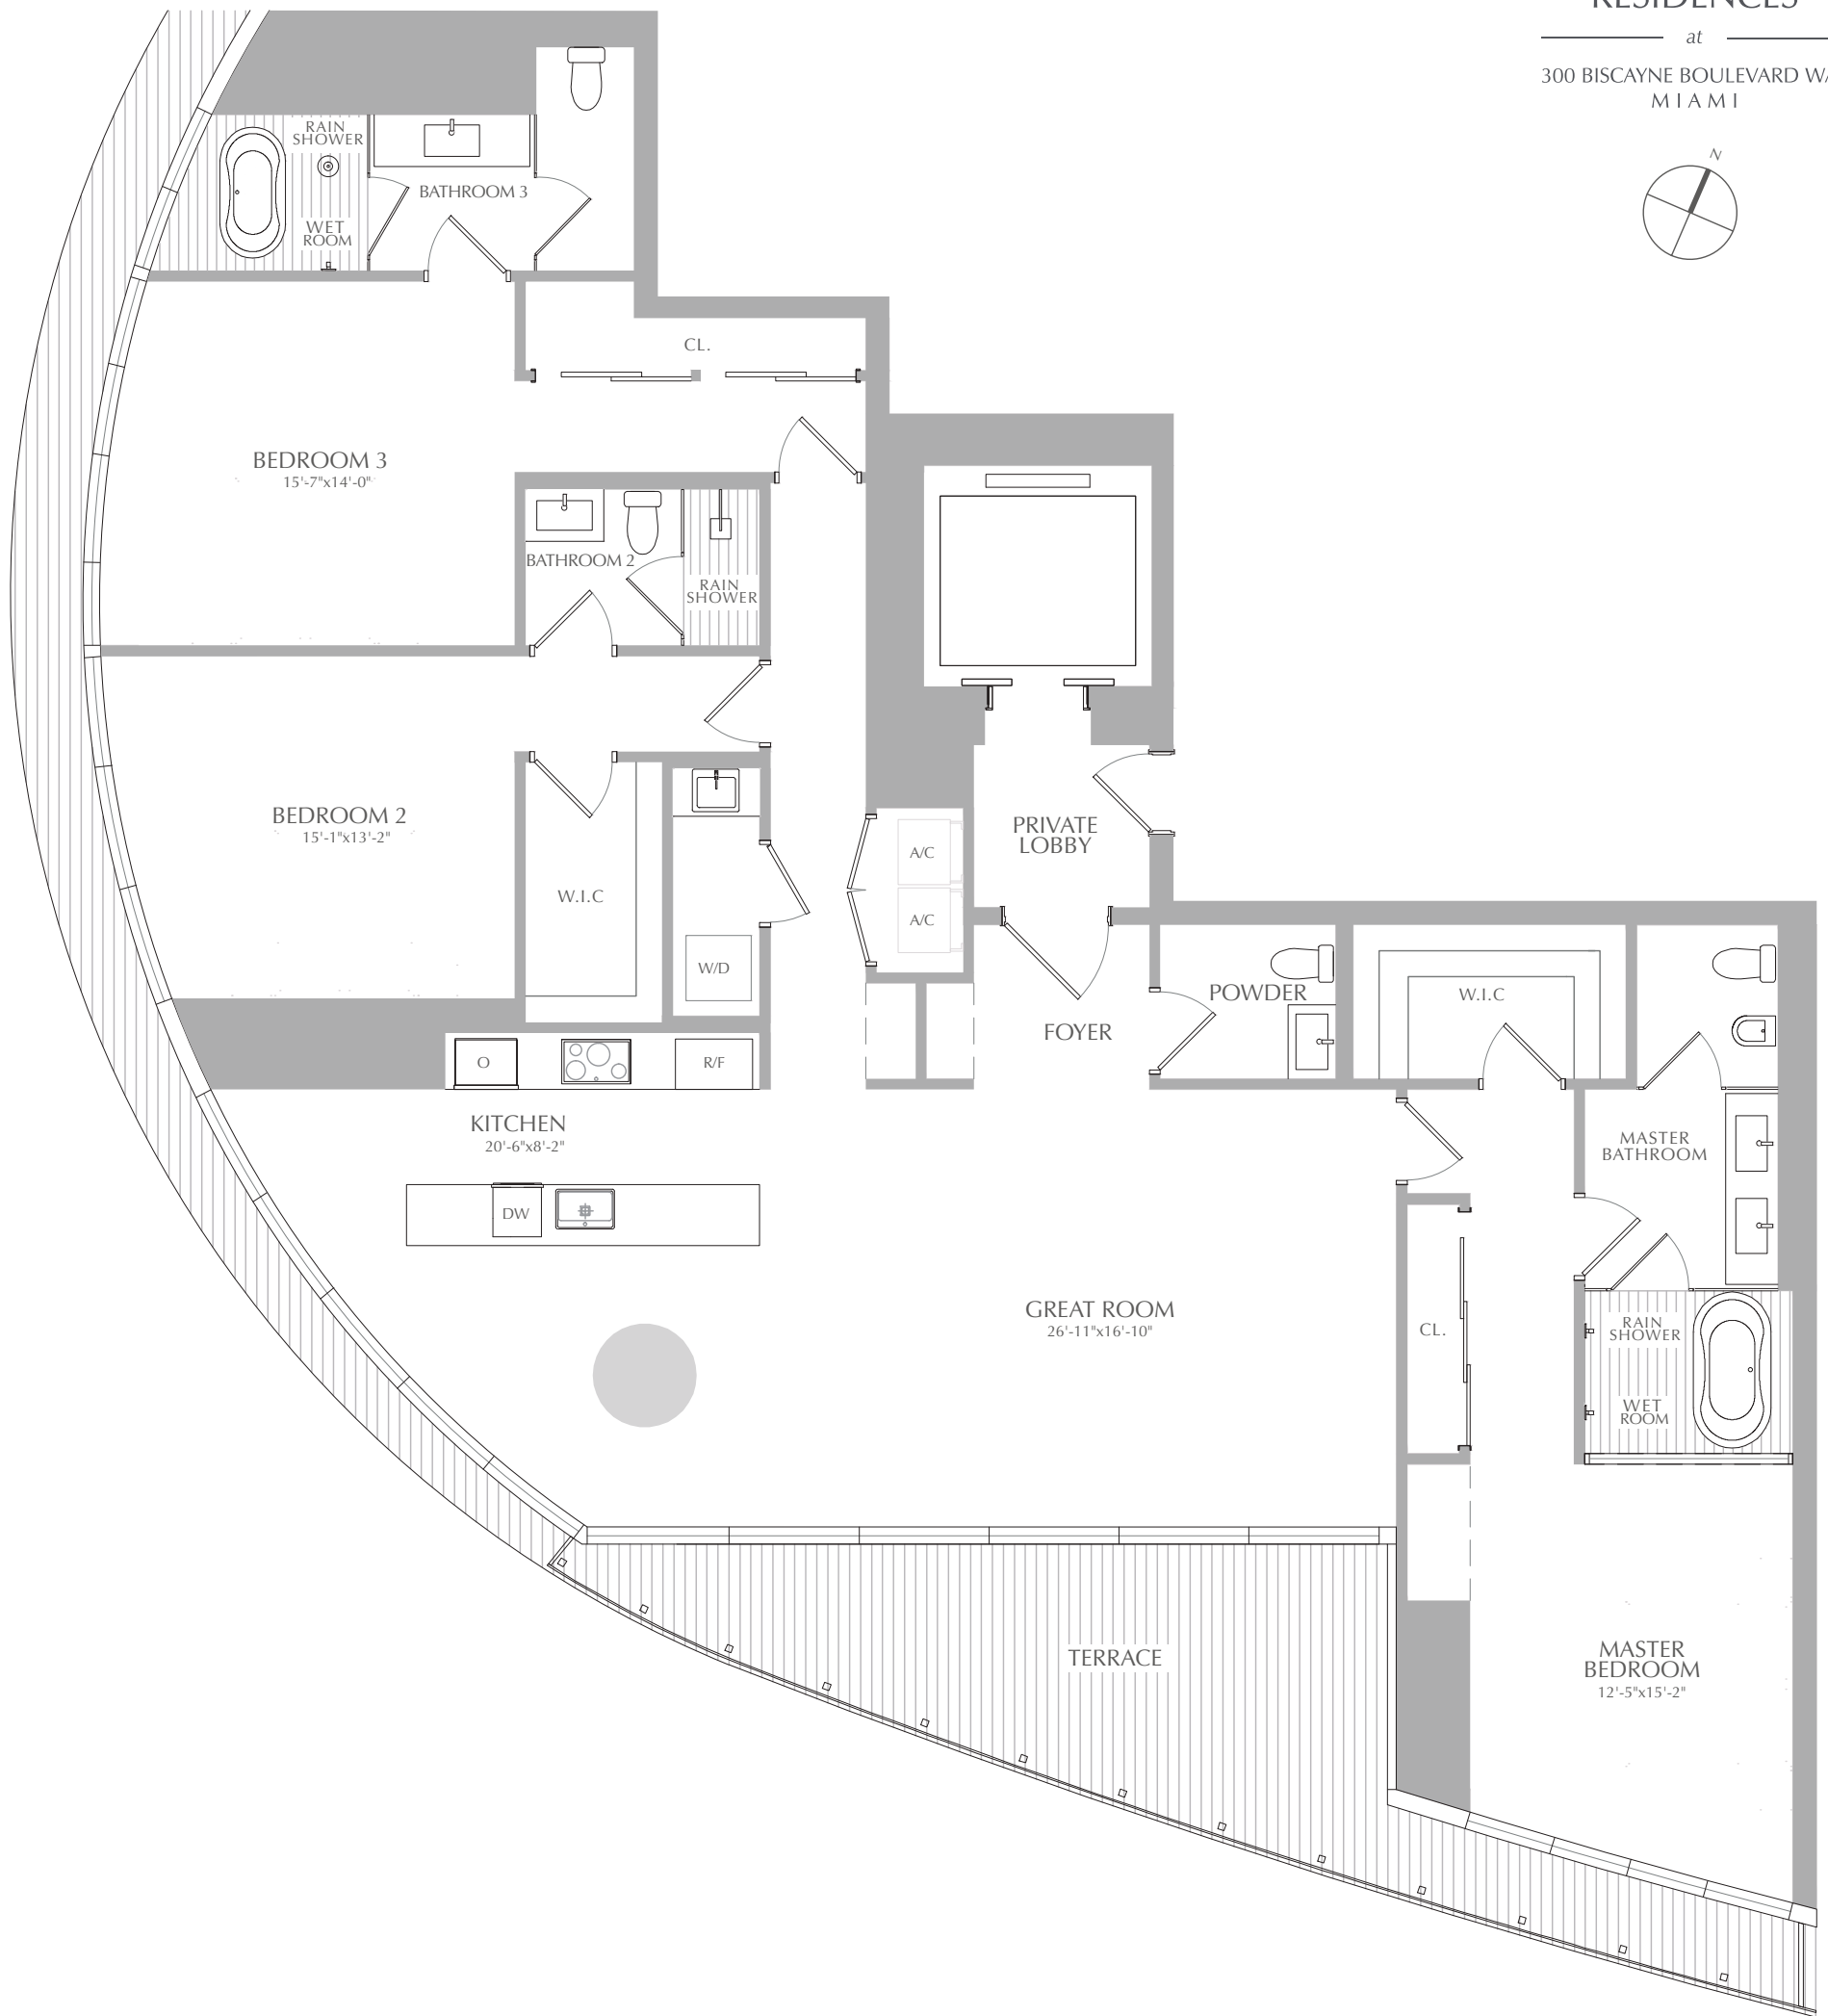 RESIDENCES
at
300 BISCAYNE BOULEVARD
MIAMI
N
RAIN
SHOWER
BATHROOM 3
WET
ROOM
CL.
BEDROOM 3
15'-7"x14'-0"
BATHROOM 2
RAIN
SHOWER
BEDROOM 2
15'-1"x13'-2"
PRIVATE
LOBBY
A/C
W.I.C
A/C
W/D
POWDER
W.I.C
FOYER
O
R/F
KITCHEN
20'-6"x8'-2"
MASTER
BATHROOM
DW
GREAT ROOM
26'-11"x16'-10"
CL.
RAIN
SHOWER
WET
ROOM
TERRACE
MASTER
BEDROOM
12'-5"x15'-2"